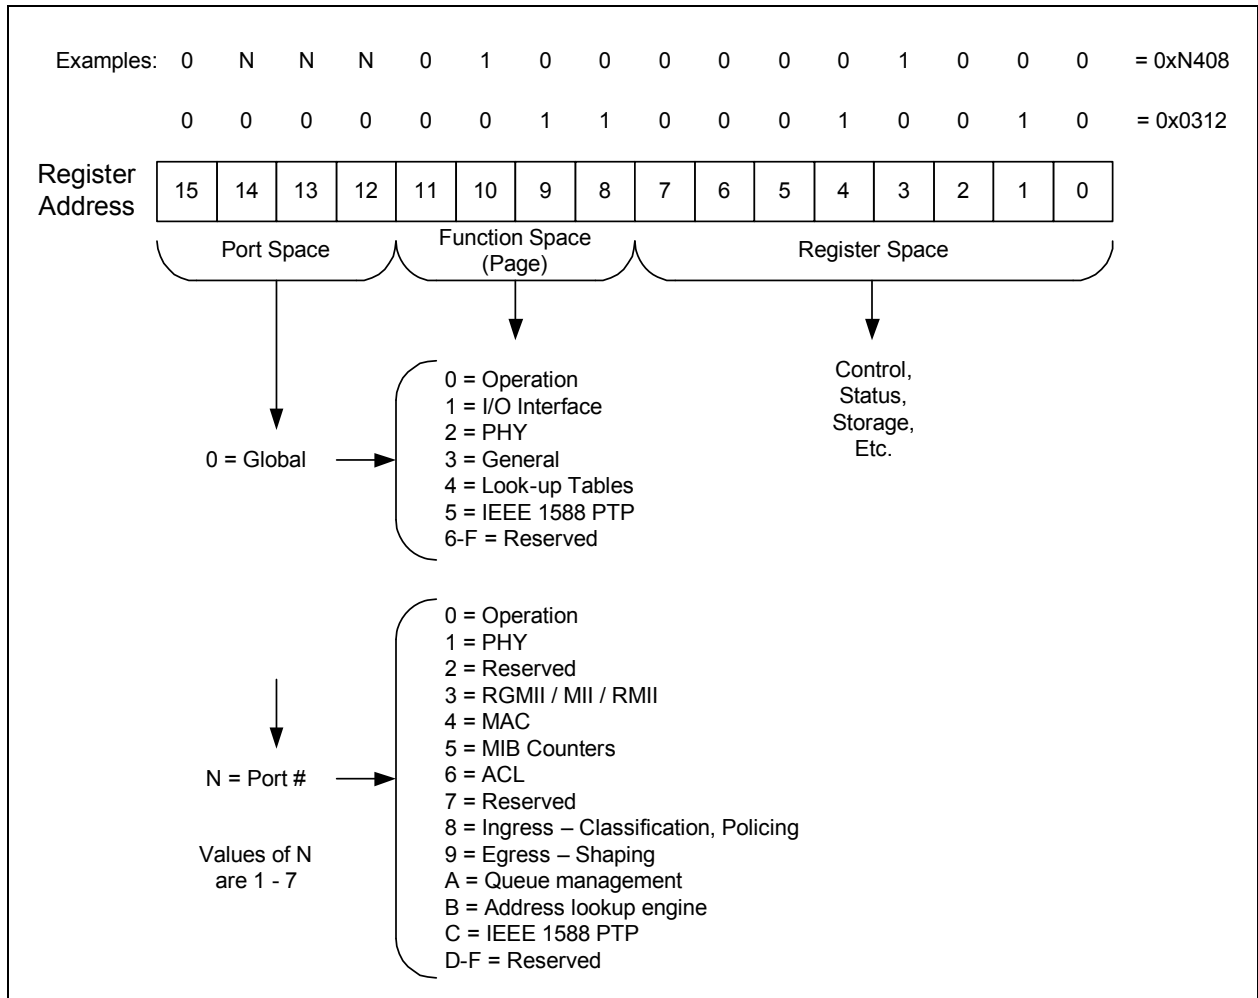 Examples: 0 N N N 0 1 0 0 0 0 0 0 1 0 0 0 = 0xN408
0 0 0 0 0 0 1 1 0 0 0 1 0 0 1 0 = 0x0312
Register
Address
15 14 13 12 11 10 9 8 7 6 5 4 3 2 1 0
Port Space
Function Space
(Page)
Register Space
0 = Global
0 = Operation
1 = I/O Interface
2 = PHY
3 = General
4 = Look-up Tables
5 = IEEE 1588 PTP
6-F = Reserved
Control,
Status,
Storage,
Etc.
N = Port #
Values of N
are 1 - 7
0 = Operation
1 = PHY
2 = Reserved
3 = RGMII / MII / RMII
4 = MAC
5 = MIB Counters
6 = ACL
7 = Reserved
8 = Ingress – Classification, Policing
9 = Egress – Shaping
A = Queue management
B = Address lookup engine
C = IEEE 1588 PTP
D-F = Reserved